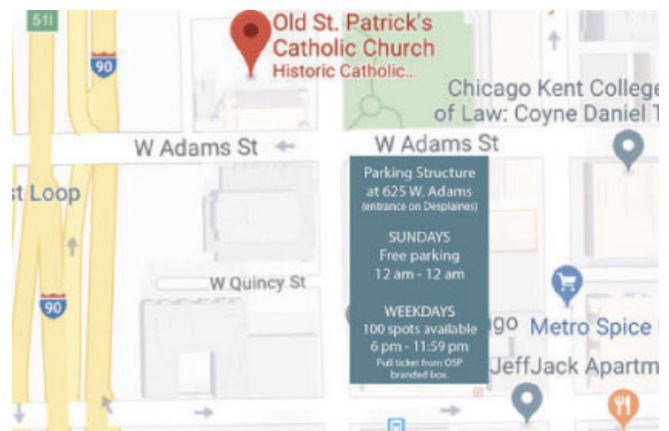 51I
Old St. Patrick's
Catholic Church
Historic Catholic...
90
Chicago Kent College
of Law: Coyne Daniel T
W Adams St
W Adams St
st Loop
Parking Structure
at 625 W. Adams
(entrance on Desplaines)
SUNDAYS
Free parking
12 am - 12 am
W Quincy St
90
WEEKDAYS
100 spots available
6 pm - 11:59 pm
Pull ticket from OSP
branded box.
go
Metro Spice
JeffJack Apartm